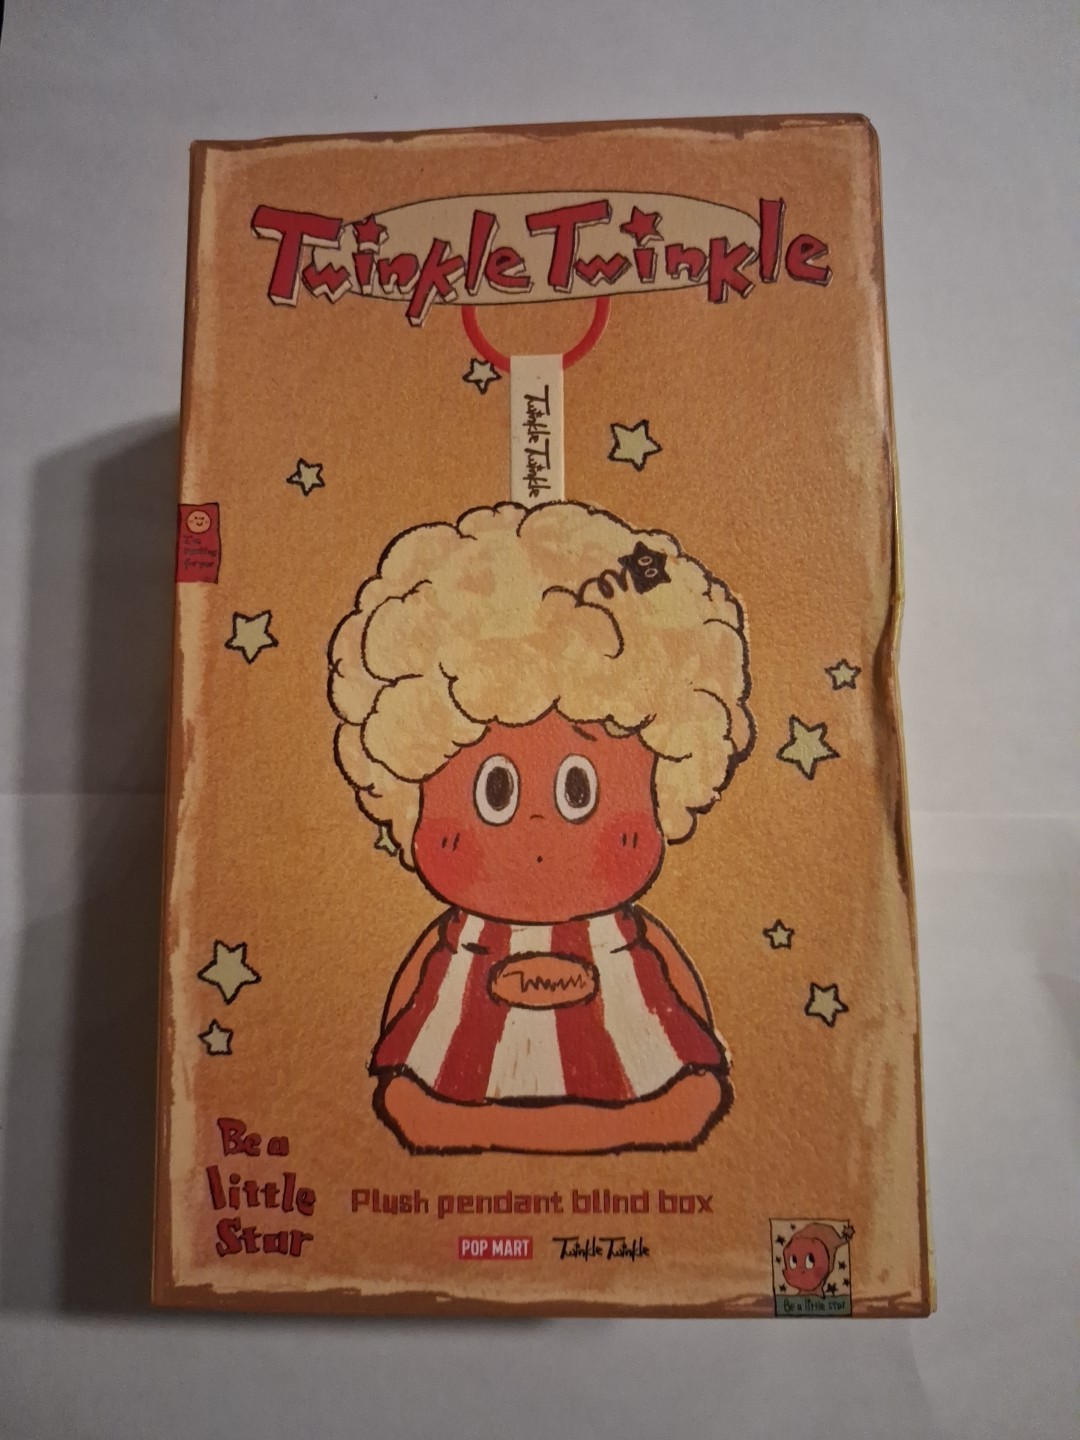 Twinkle Twinkle
Twinkle Twinkle
Be a
little
Star
Plush pendant blind box
POP MART Twinkle Twinkle
Be a little star